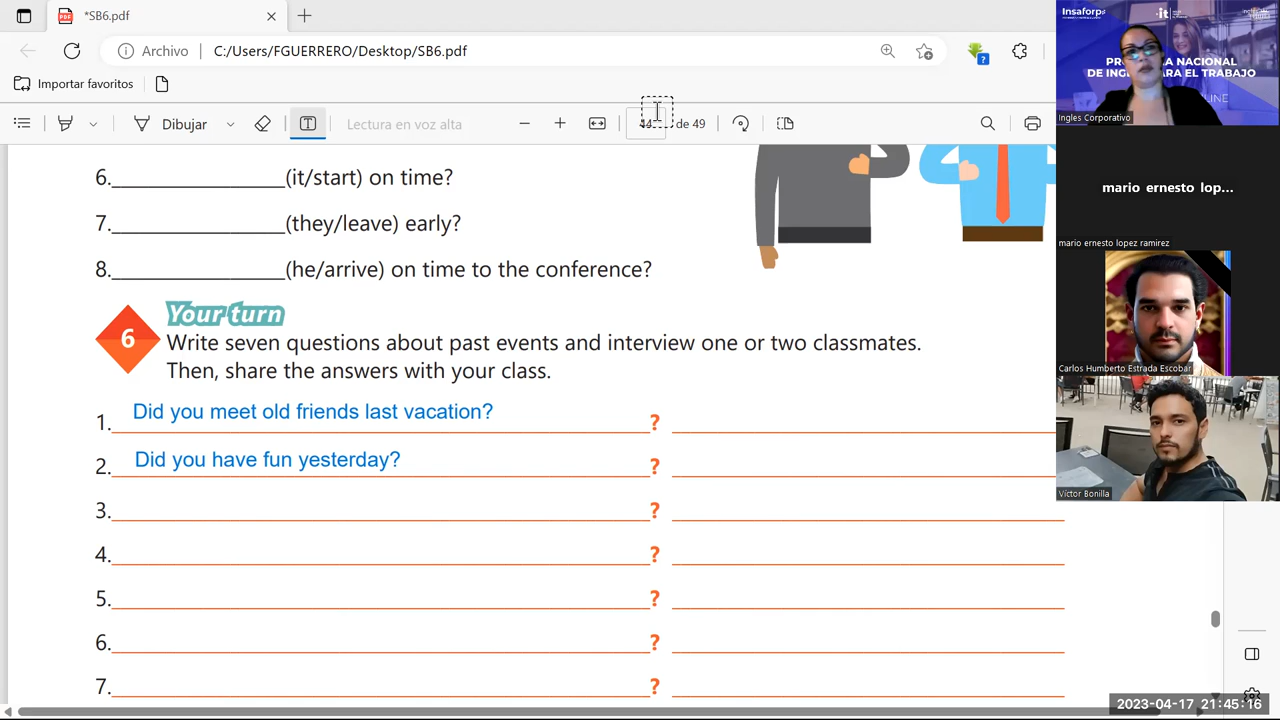 *SB6.pdf
Archivo
C:/Users/FGUERRERO/Desktop/SB6.pdf
Importar favoritos
Dibujar
Lectura en voz alta
44
de 49
6.________________(it/start) on time?
7.________________(they/leave) early?
8.________________(he/arrive) on time to the conference?
6
Your turn
Write seven questions about past events and interview one or two classmates.
Then, share the answers with your class.
1. Did you meet old friends last vacation? ?
2. Did you have fun yesterday? ?
3. ?
4. ?
5. ?
6. ?
7. ?
Insaforp
it
NACIONAL
DE INGL ARA EL TRABAJO
LINE
Ingles Corporativo
mario ernesto lop...
mario ernesto lopez ramirez
Carlos Humberto Estrada Escobar
Víctor Bonilla
2023-04-17 21:45:16